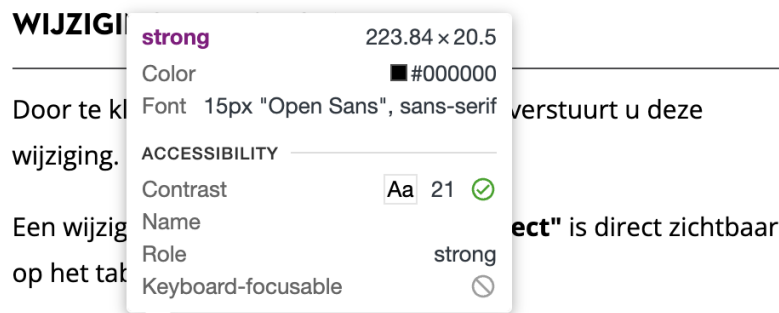 WIJZIGI
strong 223.84 × 20.5
Color #000000
Font 15px "Open Sans", sans-serif
ACCESSIBILITY
Contrast Aa 21
Name
Role strong
Keyboard-focusable
Door te kl verstuurt u deze
wijziging.
Een wijzig ect" is direct zichtbaar
op het tab